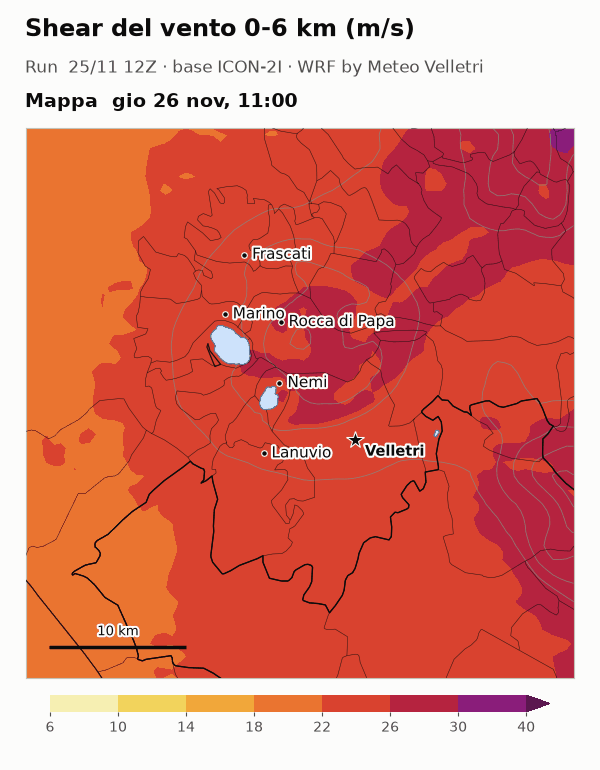 Shear del vento 0-6 km (m/s)
Run  25/11 12Z · base ICON-2I · WRF by Meteo Velletri
Mappa  gio 26 nov, 11:00
Frascati
Marino
Rocca di Papa
Nemi
Velletri
Lanuvio
10 km
6 10 14 18 22 26 30 40